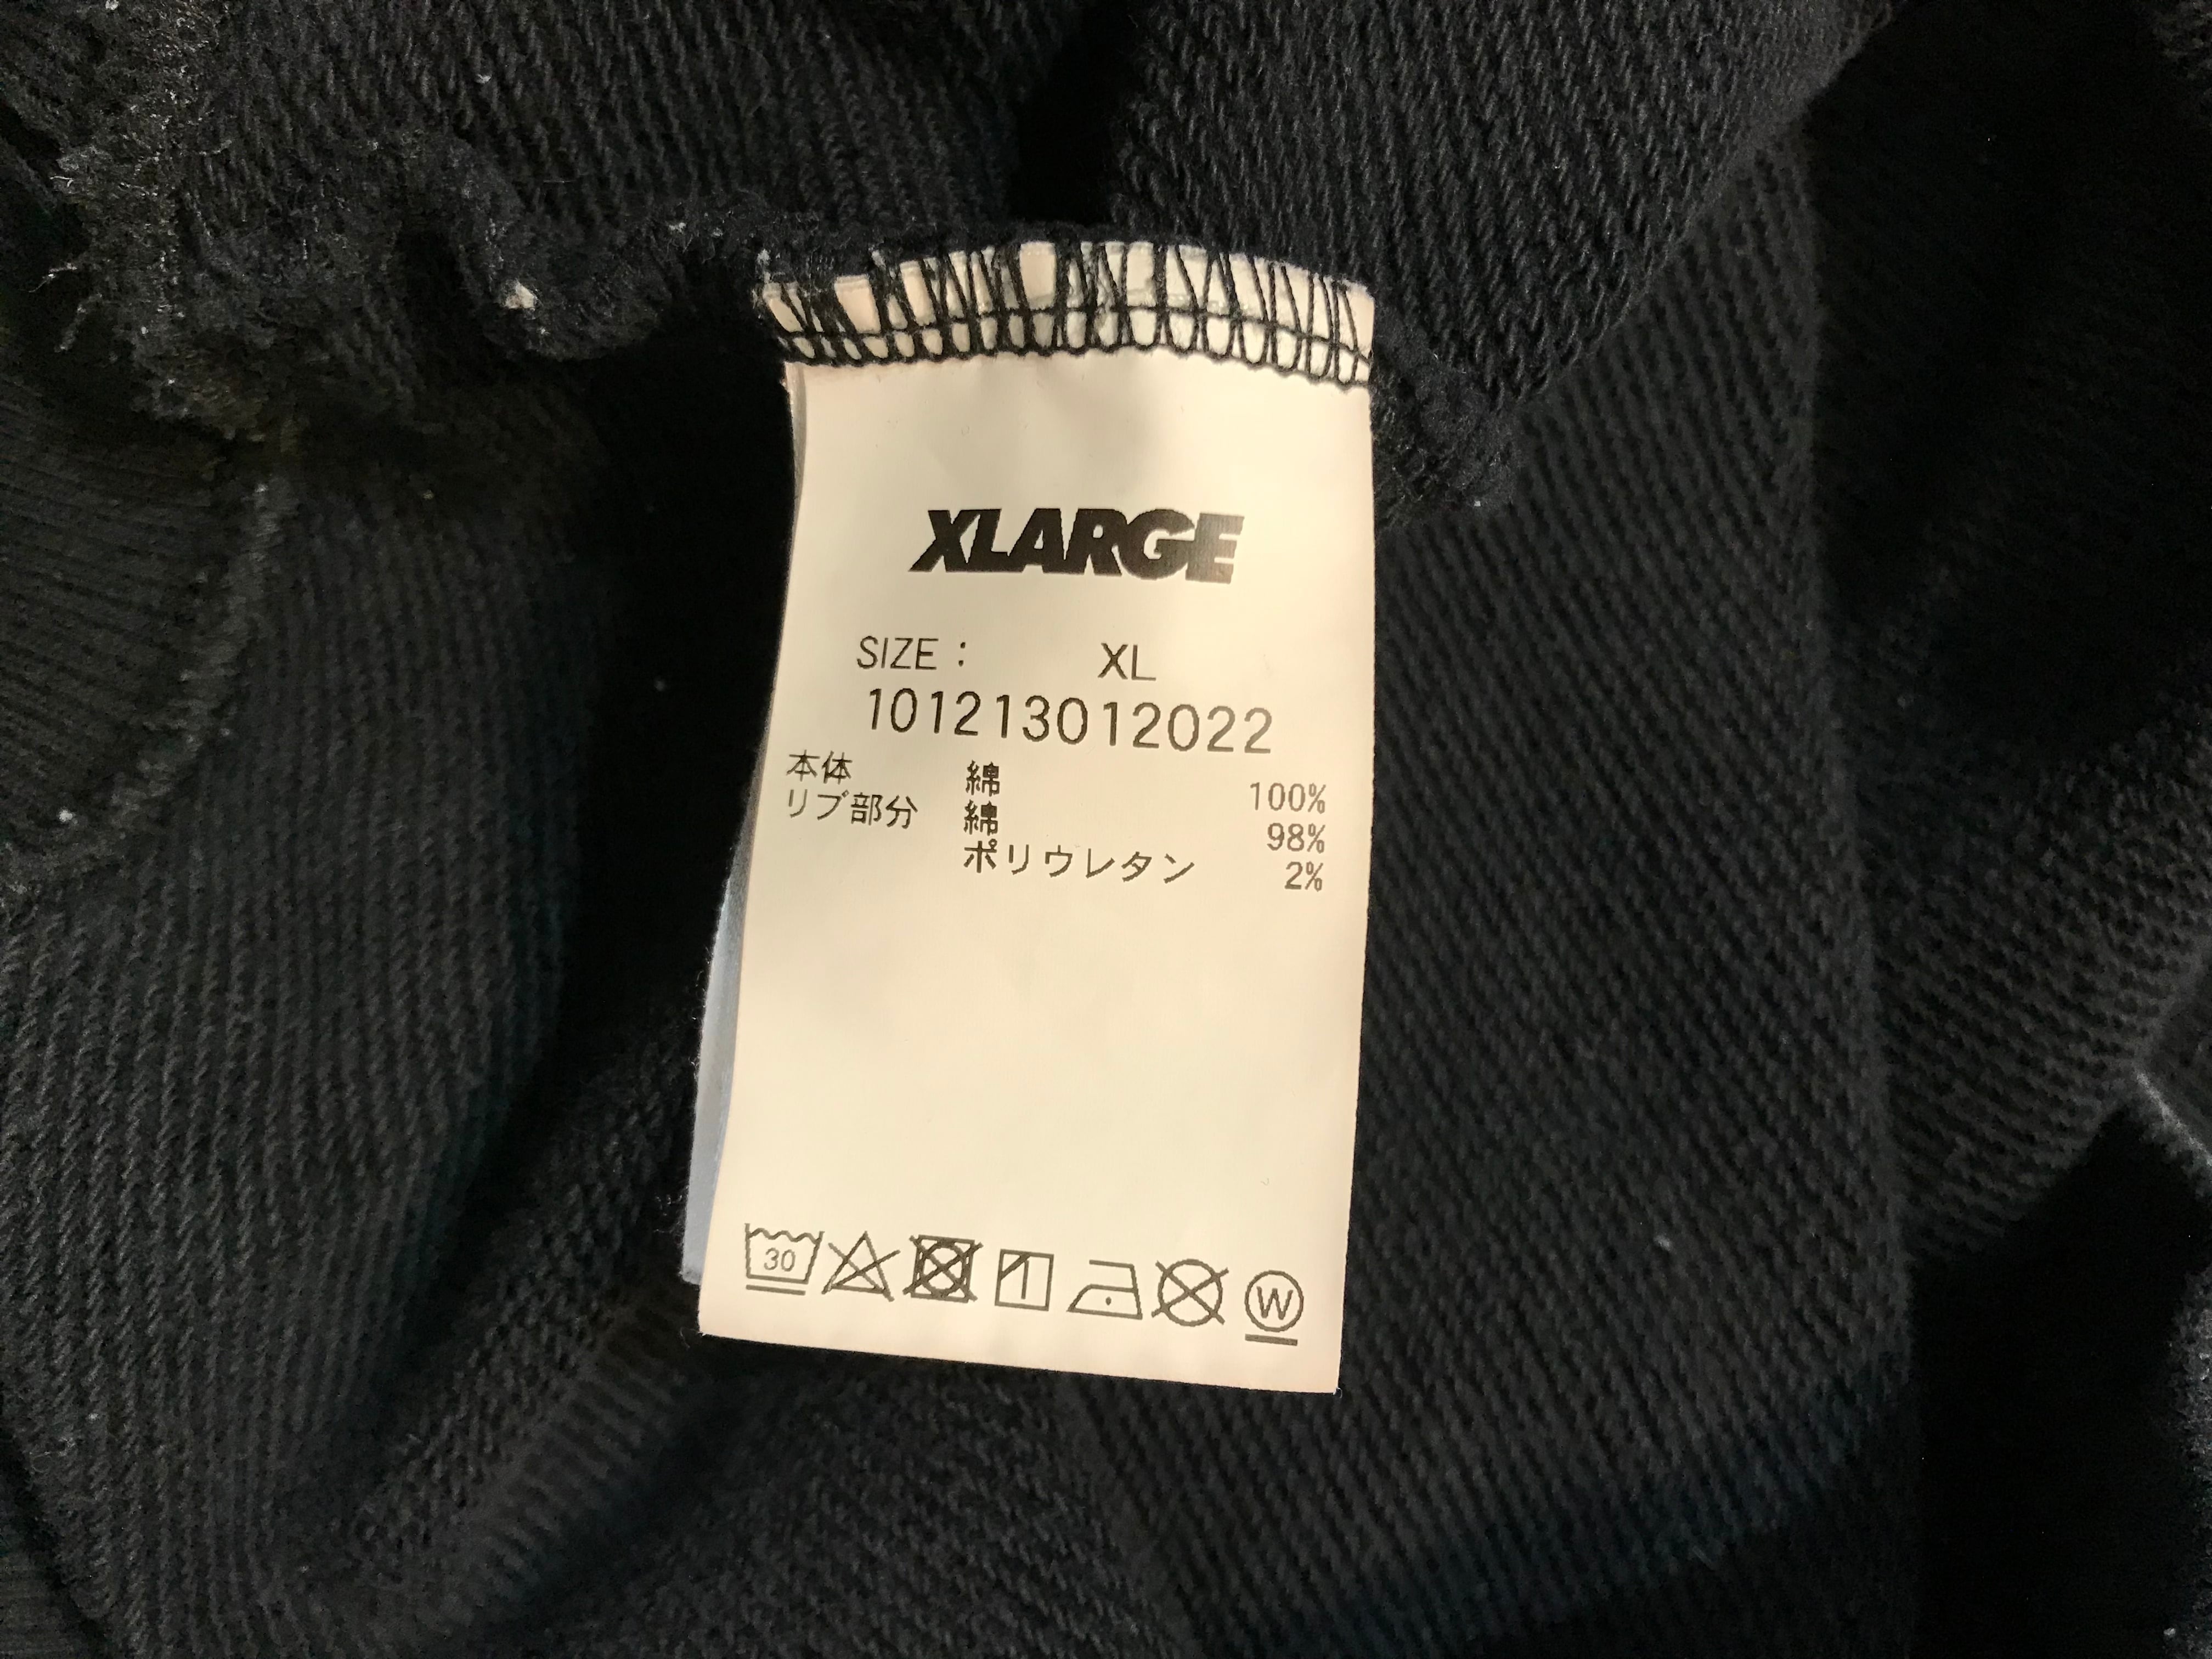 XLARGE
SIZE： XL
101213012022
本体 綿 100%
リブ部分 綿 98%
ポリウレタン 2%
30 W